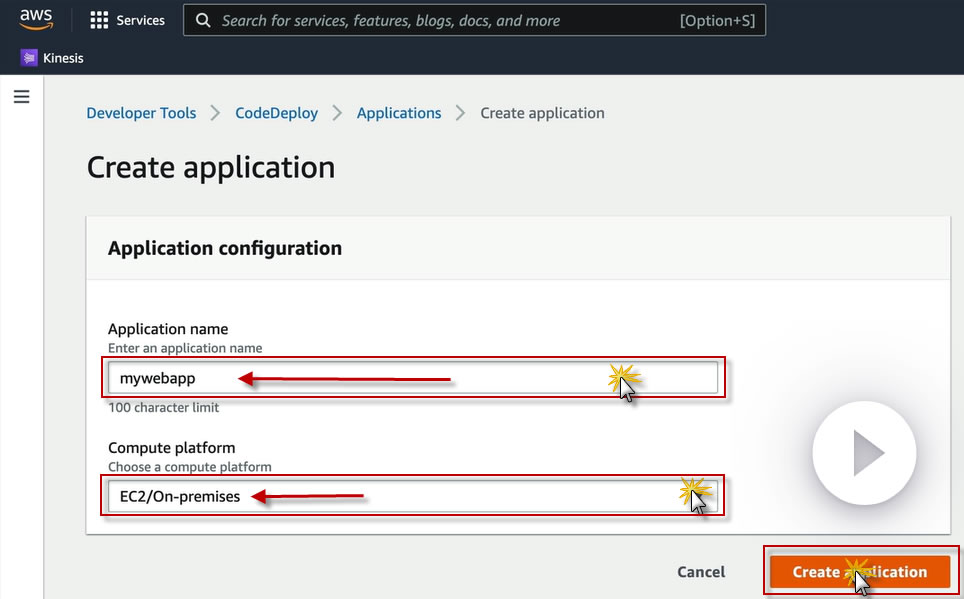 aws
Services
Search for services, features, blogs, docs, and more [Option+S]
Kinesis
Developer Tools > CodeDeploy > Applications > Create application
Create application
Application configuration
Application name
Enter an application name
mywebapp
100 character limit
Compute platform
Choose a compute platform
EC2/On-premises
Cancel
Create application